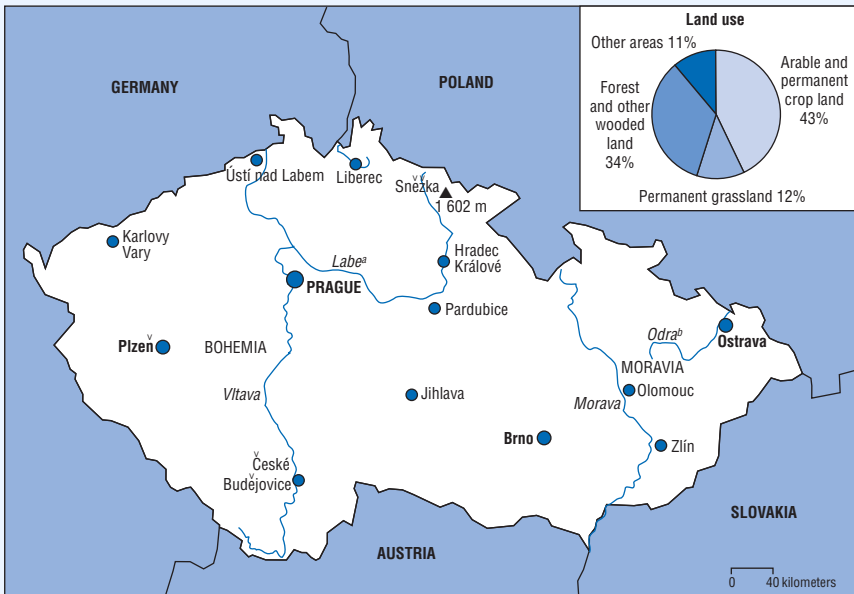 Land use
Other areas 11%
Arable and
permanent
crop land
43%
Forest
and other
wooded
land
34%
Permanent grassland 12%
GERMANY
POLAND
Ústí nad Labem
Liberec
Sněžka
1 602 m
Karlovy
Vary
Labeᵃ
Hradec
Králové
PRAGUE
Pardubice
Plzeň
BOHEMIA
Odraᵇ
Ostrava
MORAVIA
Vltava
Jihlava
Morava
Olomouc
Brno
Zlín
České
Budějovice
SLOVAKIA
AUSTRIA
0 40 kilometers